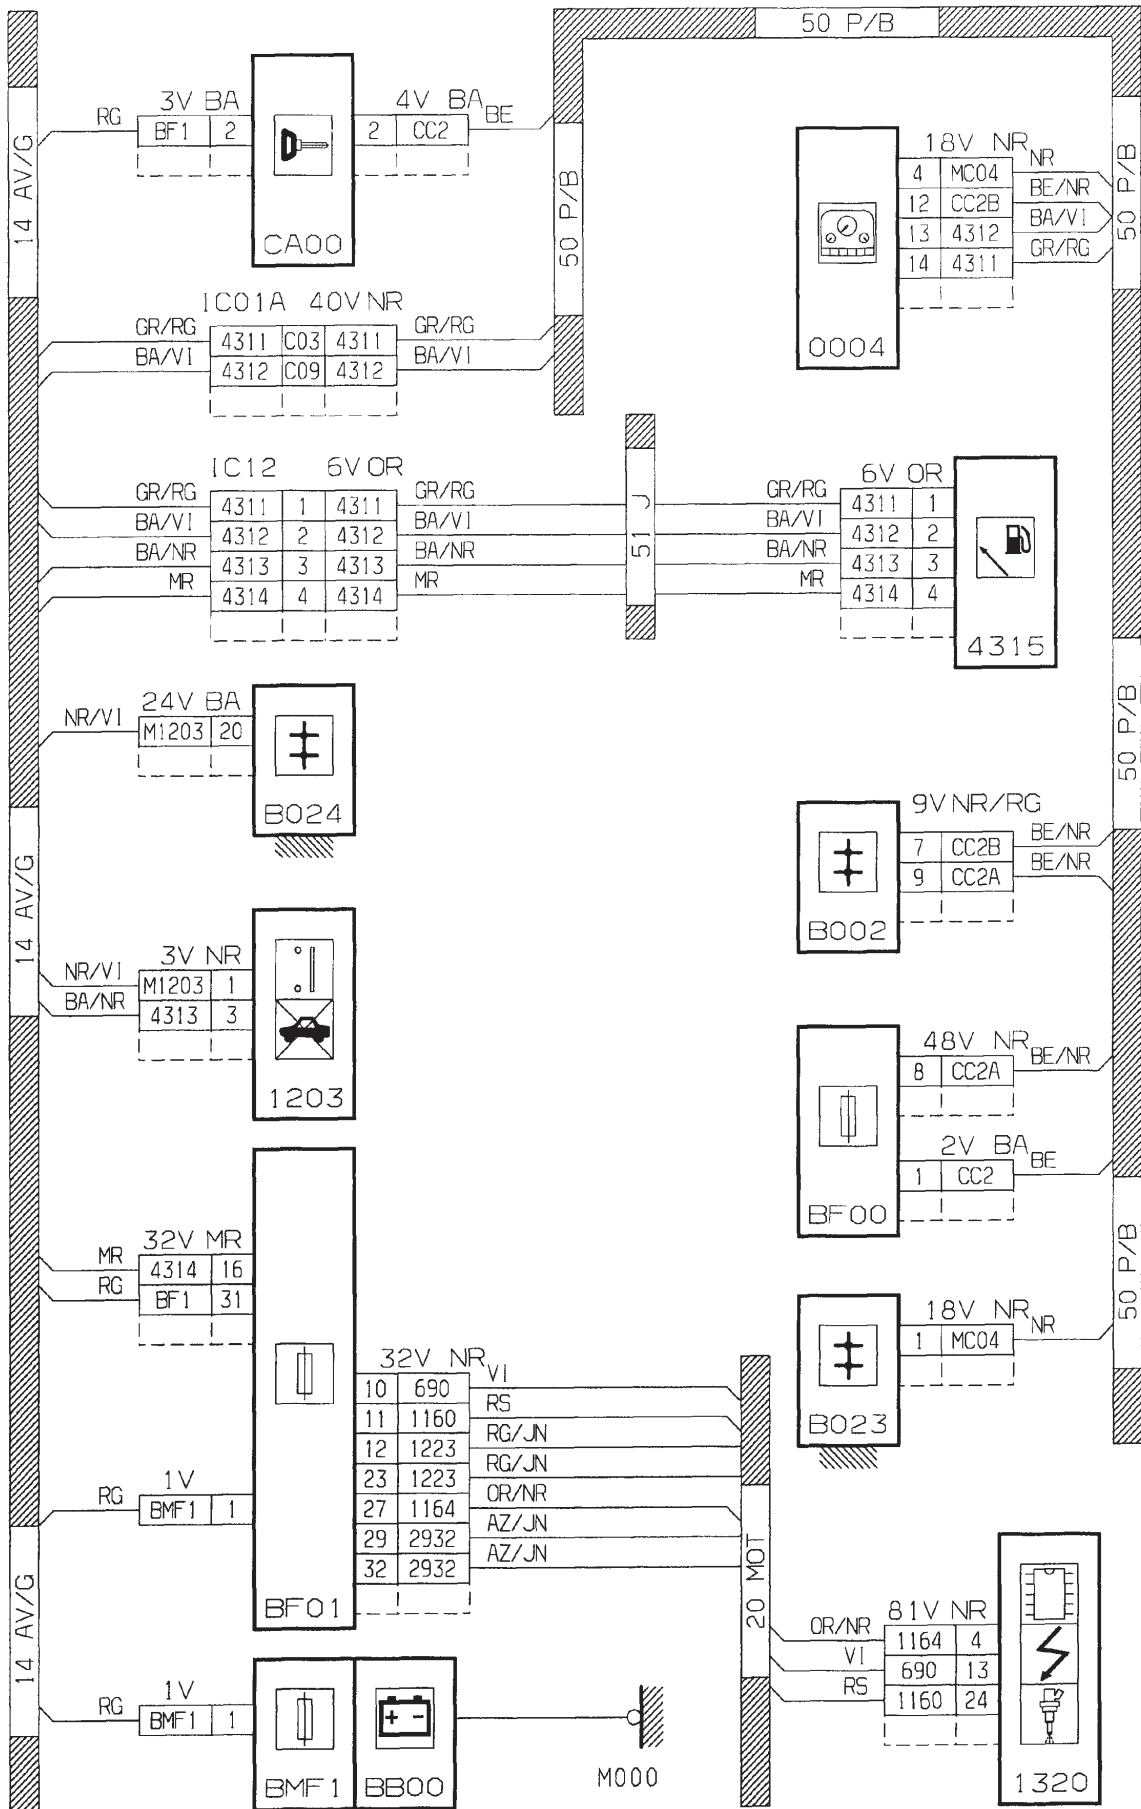 50 P/B
14 AV/G
RG
3V BA
BF1 2
CA00
4V BA
2 CC2
BE
50 P/B
0004
18V NR
4 MC04 NR
12 CC2B BE/NR
13 4312 BA/VI
14 4311 GR/RG
50 P/B
IC01A 40V NR
GR/RG 4311 C03 4311 GR/RG
BA/VI 4312 C09 4312 BA/VI
IC12 6V OR
GR/RG 4311 1 4311 GR/RG
BA/VI 4312 2 4312 BA/VI
BA/NR 4313 3 4313 BA/NR
MR 4314 4 4314 MR
51 J
6V OR
GR/RG 4311 1
BA/VI 4312 2
BA/NR 4313 3
MR 4314 4
4315
24V BA
NR/VI M1203 20
B024
50 P/B
14 AV/G
9V NR/RG
7 CC2B BE/NR
9 CC2A BE/NR
B002
3V NR
NR/VI M1203 1
BA/NR 4313 3
1203
48V NR
8 CC2A BE/NR
2V BA
1 CC2 BE
BF00
32V MR
MR 4314 16
RG BF1 31
50 P/B
18V NR
1 MC04 NR
B023
32V NR
10 690 VI
11 1160 RS
12 1223 RG/JN
23 1223 RG/JN
27 1164 OR/NR
29 2932 AZ/JN
32 2932 AZ/JN
1V
RG BMF1 1
BF01
14 AV/G
20 MOT
81V NR
OR/NR 1164 4
VI 690 13
RS 1160 24
1320
1V
RG BMF1 1
BMF1
+ -
BB00
M000